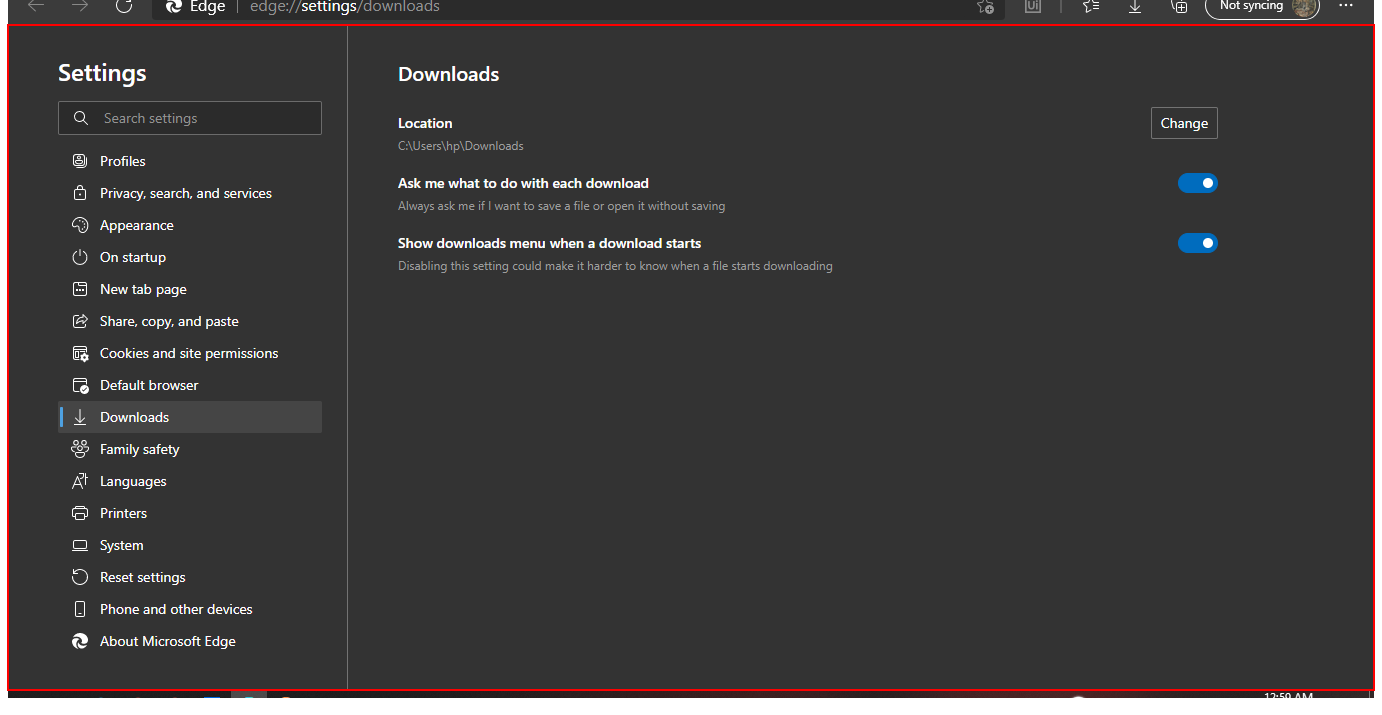 Edge
edge://settings/downloads
Not syncing
Settings
Search settings
Profiles
Privacy, search, and services
Appearance
On startup
New tab page
Share, copy, and paste
Cookies and site permissions
Default browser
Downloads
Family safety
Languages
Printers
System
Reset settings
Phone and other devices
About Microsoft Edge
Downloads
Location
Change
C:\Users\hp\Downloads
Ask me what to do with each download
Always ask me if I want to save a file or open it without saving
Show downloads menu when a download starts
Disabling this setting could make it harder to know when a file starts downloading
12:59 AM